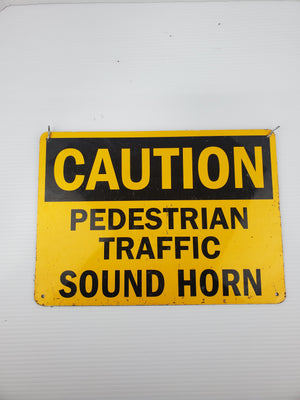 CAUTION
PEDESTRIAN
TRAFFIC
SOUND HORN